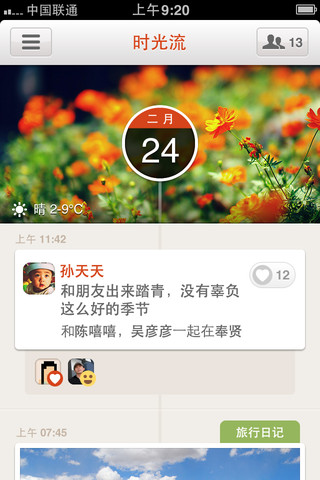 中国联通 上午9:20
时光流
13
二月
24
晴 2-9℃
上午 11:42
孙天天
12
和朋友出来踏青，没有辜负
这么好的季节
和陈嘻嘻，吴彦彦一起在奉贤
上午 07:45
旅行日记